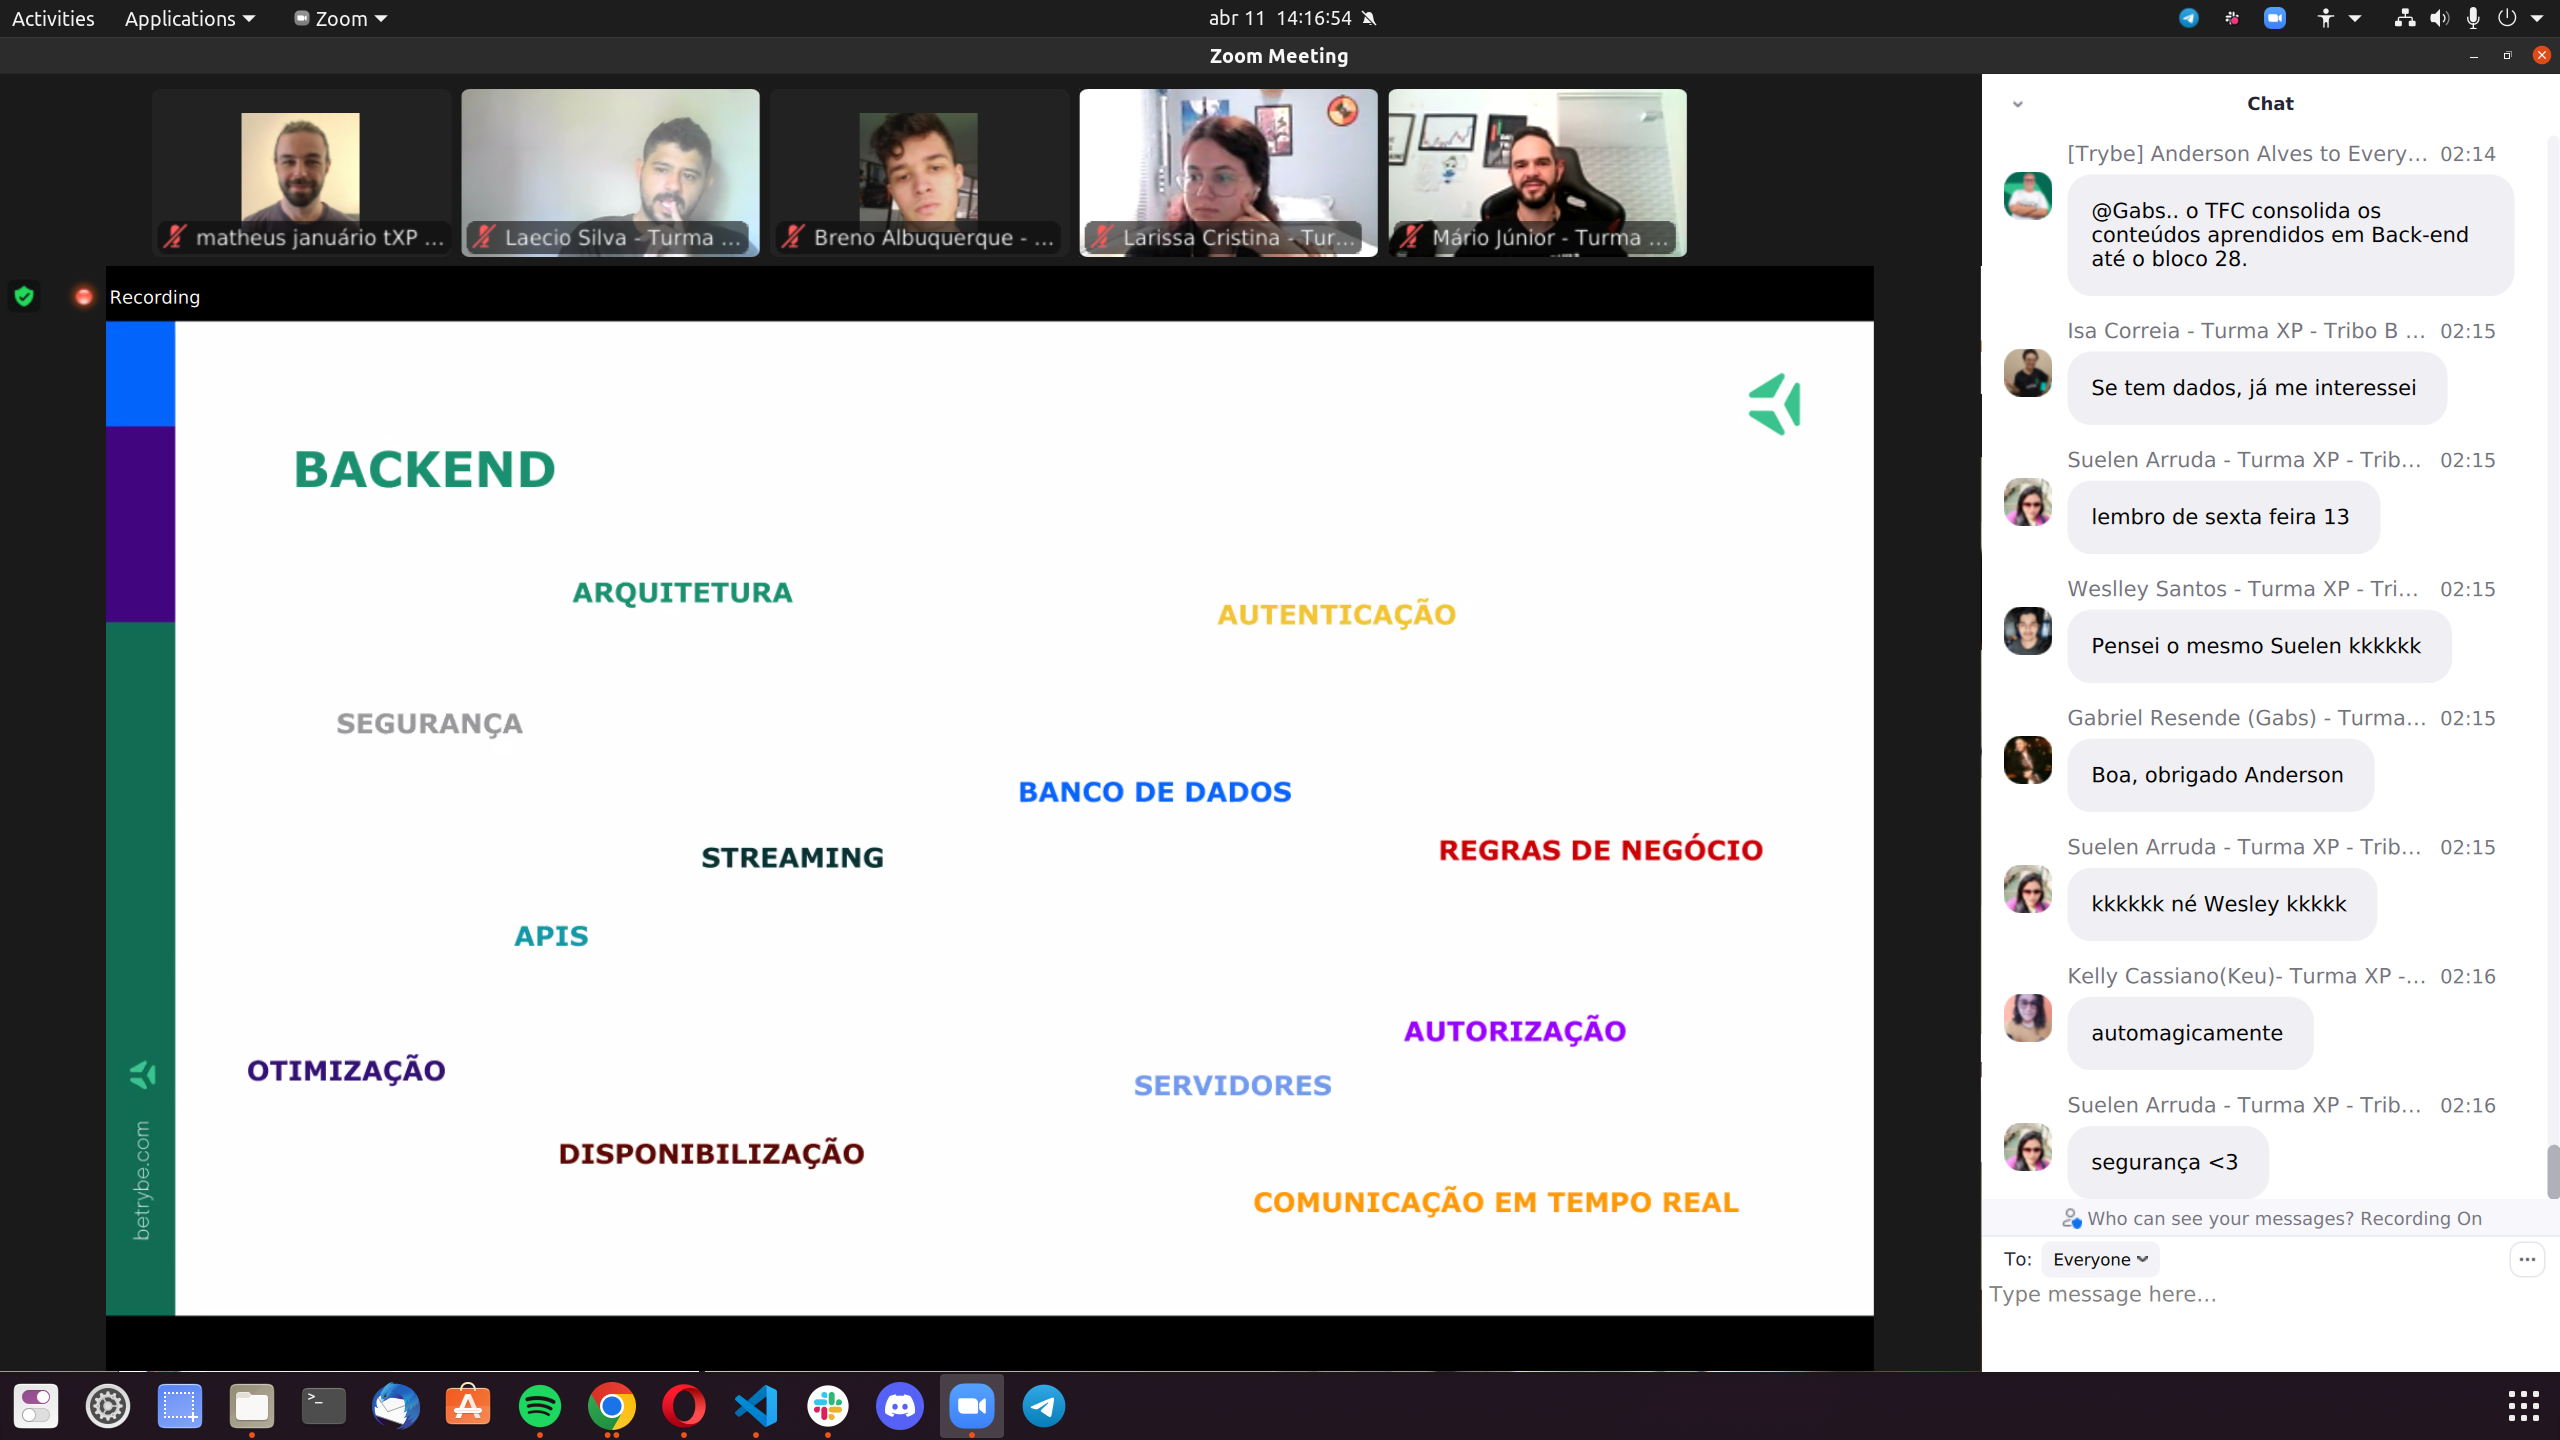 Activities
Applications
Zoom
abr 11 14:16:54
Zoom Meeting
matheus januário tXP ...
Laecio Silva - Turma ...
Breno Albuquerque - ...
Larissa Cristina - Tur...
Mário Júnior - Turma ...
Recording
BACKEND
ARQUITETURA
AUTENTICAÇÃO
SEGURANÇA
BANCO DE DADOS
STREAMING
REGRAS DE NEGÓCIO
APIS
AUTORIZAÇÃO
OTIMIZAÇÃO
SERVIDORES
DISPONIBILIZAÇÃO
COMUNICAÇÃO EM TEMPO REAL
betrybe.com
Chat
[Trybe] Anderson Alves to Every... 02:14
@Gabs.. o TFC consolida os
conteúdos aprendidos em Back-end
até o bloco 28.
Isa Correia - Turma XP - Tribo B ... 02:15
Se tem dados, já me interessei
Suelen Arruda - Turma XP - Trib... 02:15
lembro de sexta feira 13
Weslley Santos - Turma XP - Tri... 02:15
Pensei o mesmo Suelen kkkkkk
Gabriel Resende (Gabs) - Turma... 02:15
Boa, obrigado Anderson
Suelen Arruda - Turma XP - Trib... 02:15
kkkkkk né Wesley kkkkk
Kelly Cassiano(Keu)- Turma XP -... 02:16
automagicamente
Suelen Arruda - Turma XP - Trib... 02:16
segurança <3
Who can see your messages? Recording On
To: Everyone
Type message here...